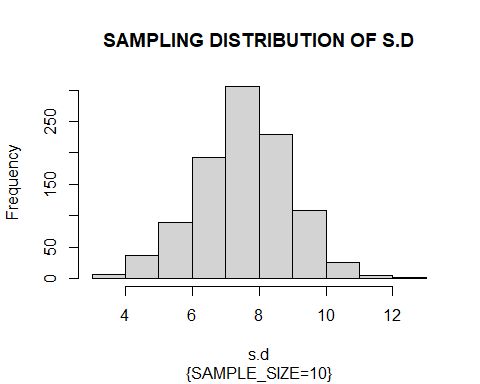 SAMPLING DISTRIBUTION OF S.D
Frequency
250
150
50
0
4 6 8 10 12
s.d
{SAMPLE_SIZE=10}